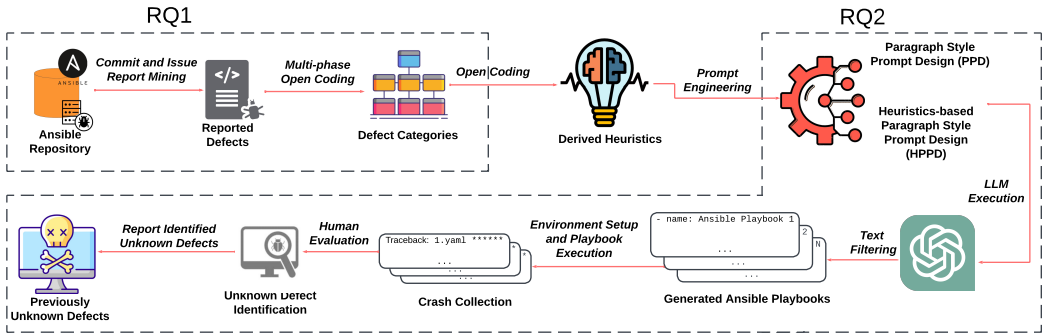 RQ1
RQ2
ANSIBLE
Ansible
Repository
Commit and Issue
Report Mining
Reported
Defects
Multi-phase
Open Coding
Defect Categories
Open Coding
Derived Heuristics
Prompt
Engineering
Paragraph Style
Prompt Design (PPD)
Heuristics-based
Paragraph Style
Prompt Design
(HPPD)
LLM
Execution
Text
Filtering
- name: Ansible Playbook 1
...
2
...
N
...
Generated Ansible Playbooks
Environment Setup
and Playbook
Execution
Traceback: 1.yaml ******
...
*
...
*
...
Crash Collection
Human
Evaluation
Unknown Defect
Identification
Report Identified
Unknown Defects
Previously
Unknown Defects